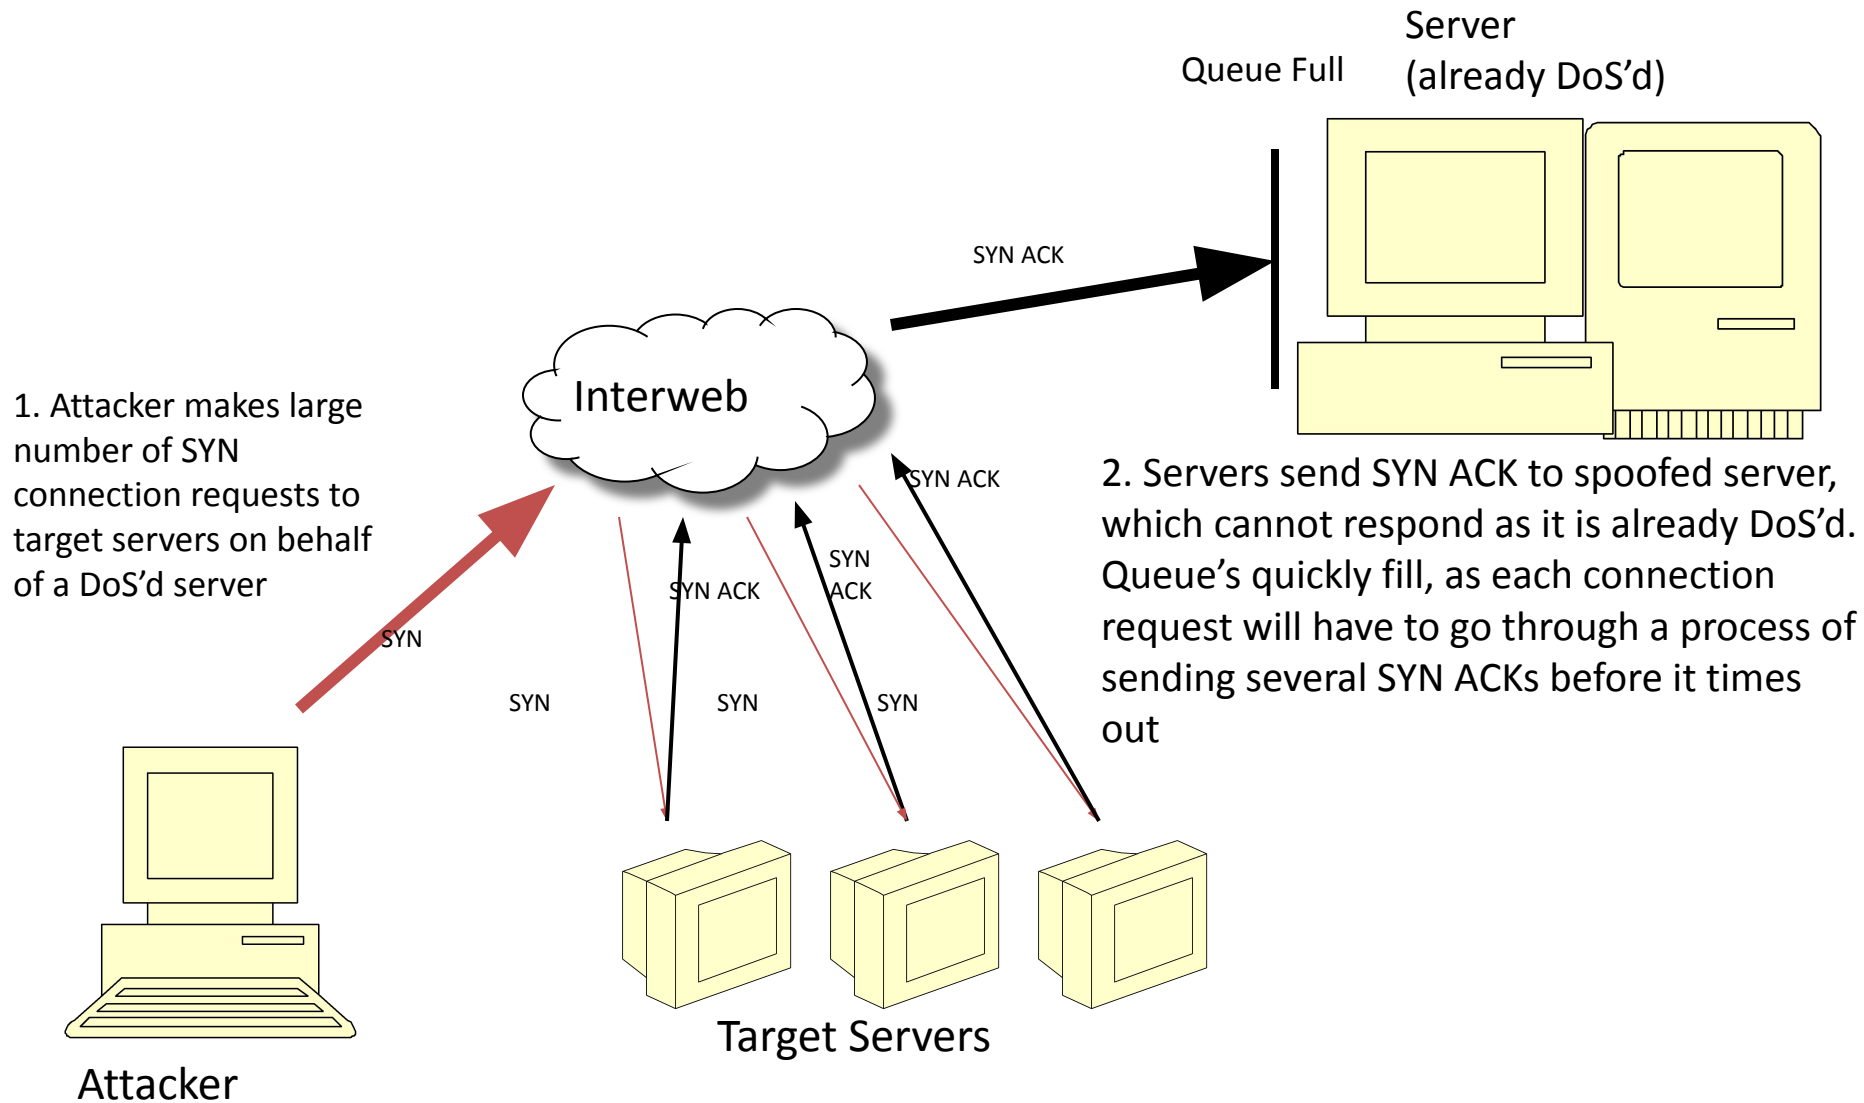 Server
(already DoS’d)
Queue Full
SYN ACK
Interweb
1. Attacker makes large
number of SYN
connection requests to
target servers on behalf
of a DoS’d server
SYN ACK
2. Servers send SYN ACK to spoofed server,
which cannot respond as it is already DoS’d.
Queue’s quickly fill, as each connection
request will have to go through a process of
sending several SYN ACKs before it times
out
SYN
ACK
SYN ACK
SYN
SYN
SYN
SYN
Target Servers
Attacker